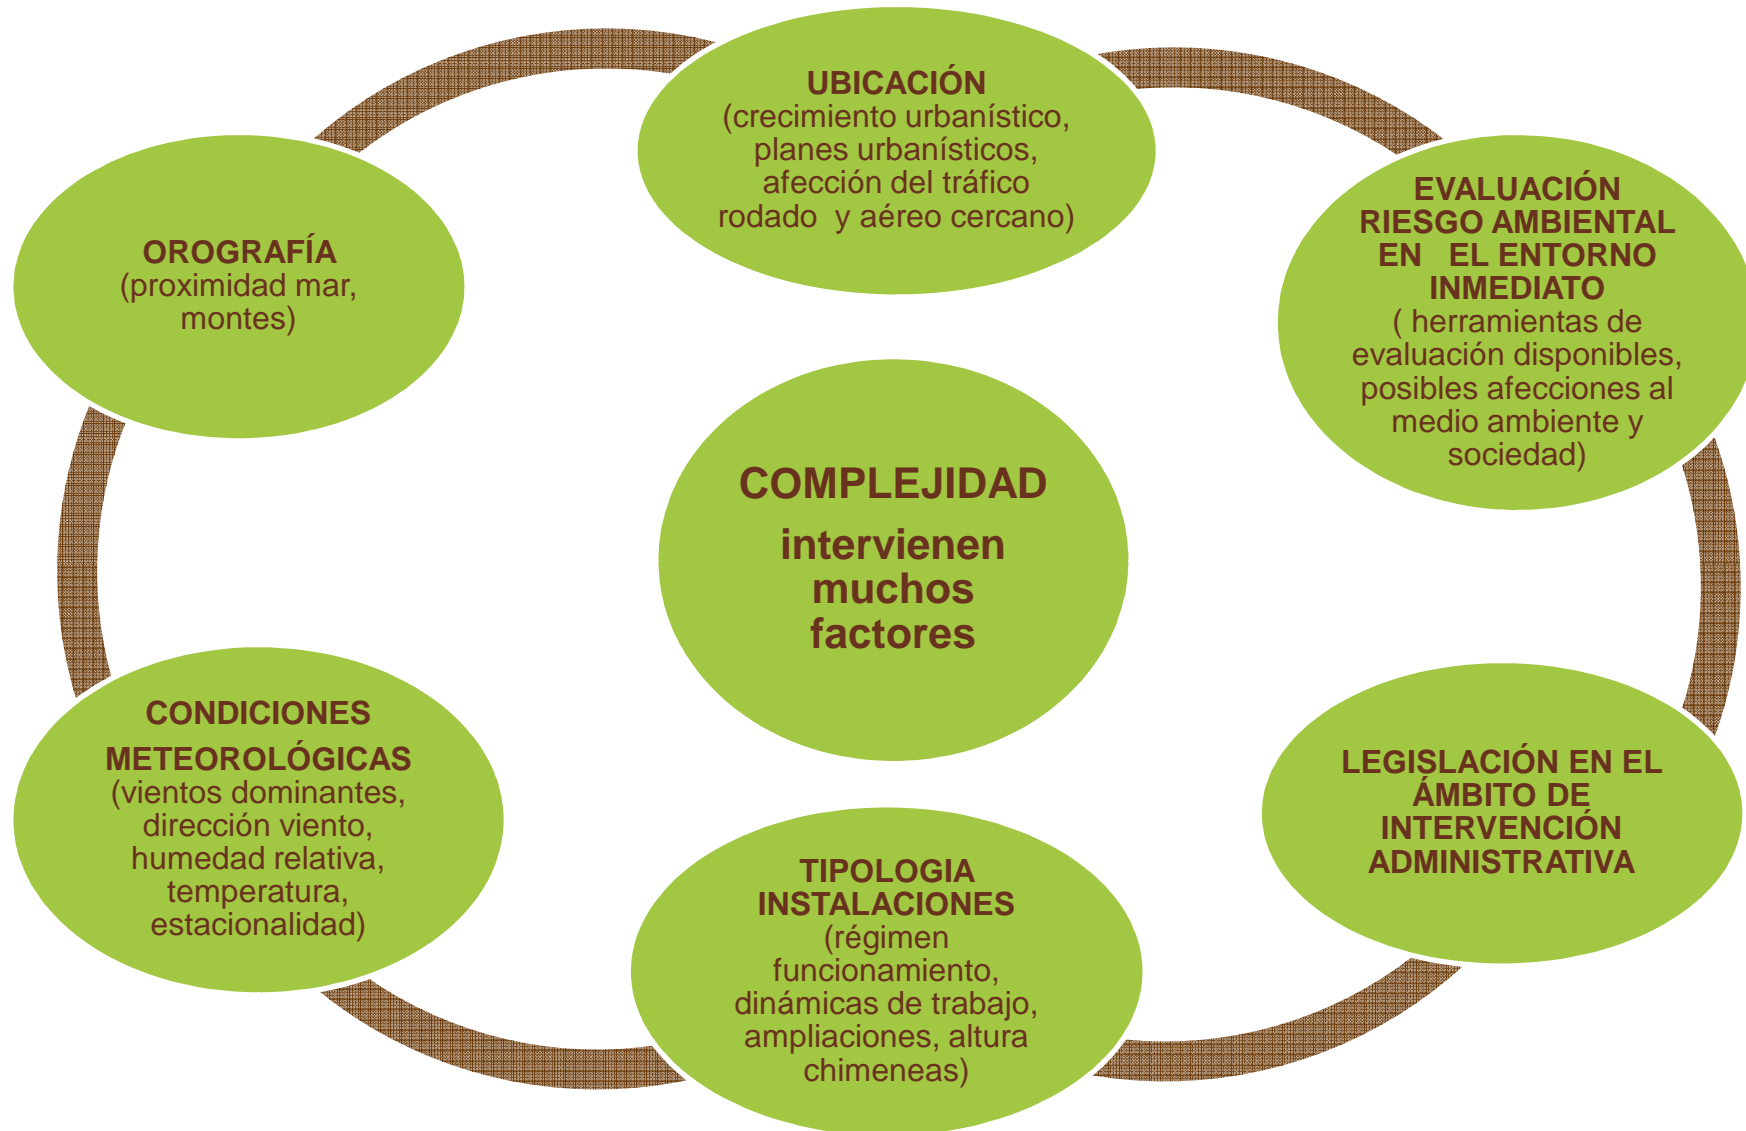 UBICACIÓN
(crecimiento urbanístico,
planes urbanísticos,
afección del tráfico
rodado  y aéreo cercano)
EVALUACIÓN
RIESGO AMBIENTAL
EN   EL ENTORNO
INMEDIATO
( herramientas de
evaluación disponibles,
posibles afecciones al
medio ambiente y
sociedad)
LEGISLACIÓN EN EL
ÁMBITO DE
INTERVENCIÓN
ADMINISTRATIVA
TIPOLOGIA
INSTALACIONES
(régimen
funcionamiento,
dinámicas de trabajo,
ampliaciones, altura
chimeneas)
CONDICIONES
METEOROLÓGICAS
(vientos dominantes,
dirección viento,
humedad relativa,
temperatura,
estacionalidad)
OROGRAFÍA
(proximidad mar,
montes)
COMPLEJIDAD
intervienen
muchos
factores